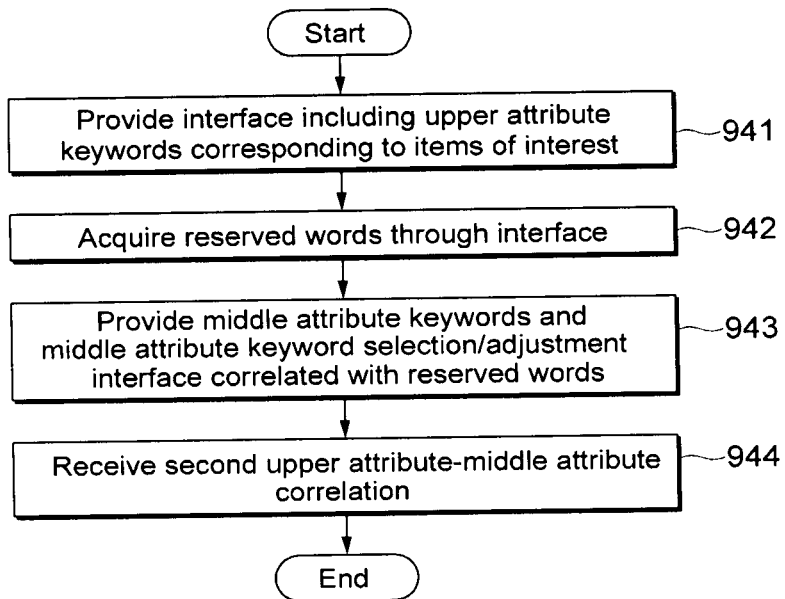 Start
Provide interface including upper attribute
keywords corresponding to items of interest
941
Acquire reserved words through interface
942
Provide middle attribute keywords and
middle attribute keyword selection/adjustment
interface correlated with reserved words
943
Receive second upper attribute-middle attribute
correlation
944
End